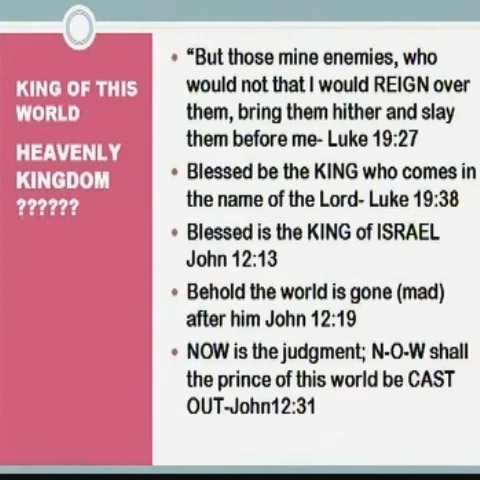 KING OF THIS
WORLD
HEAVENLY
KINGDOM
??????
• “But those mine enemies, who
would not that I would REIGN over
them, bring them hither and slay
them before me- Luke 19:27
• Blessed be the KING who comes in
the name of the Lord- Luke 19:38
• Blessed is the KING of ISRAEL
John 12:13
• Behold the world is gone (mad)
after him John 12:19
• NOW is the judgment; N-O-W shall
the prince of this world be CAST
OUT-John12:31